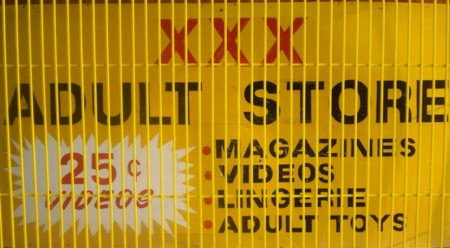 XXX
ADULT STORE
25¢
VIDEOS
• MAGAZINES
• VIDEOS
• LINGERIE
• ADULT TOYS